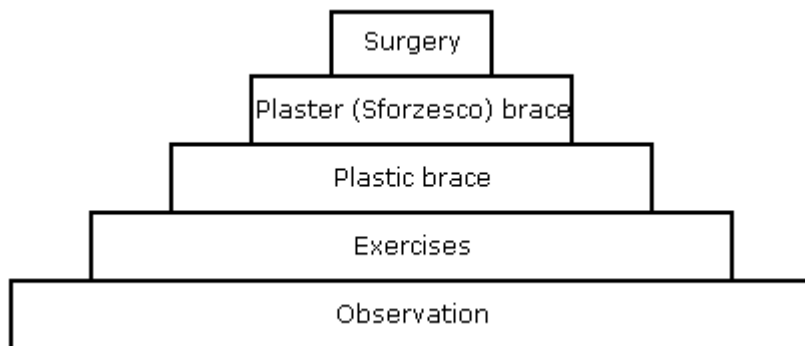 Surgery
Plaster (Sforzesco) brace
Plastic brace
Exercises
Observation